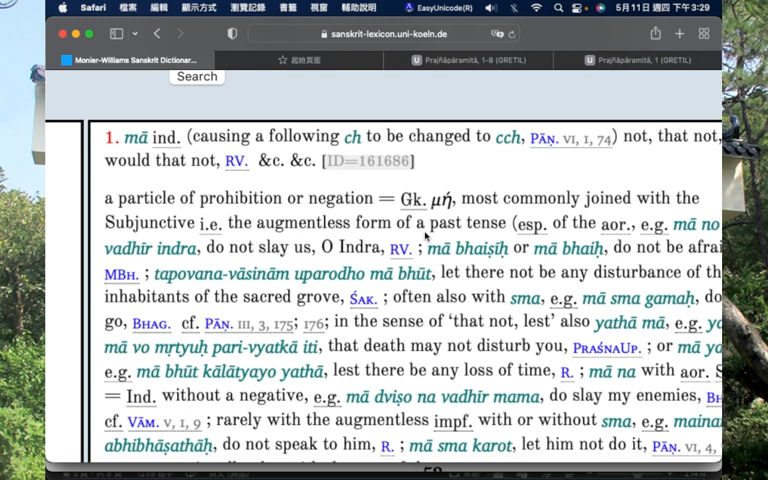 Safari 檔案 編輯 顯示方式 瀏覽記錄 書籤 視窗 輔助說明 EasyUnicode(R) 5月11日 週四 下午3:29
sanskrit-lexicon.uni-koeln.de
Monier-Williams Sanskrit Dictionar... 起始頁面 Prajñāpāramitā, 1-8 (GRETIL) Prajñāpāramitā, 1 (GRETIL)
Search
1. mā ind. (causing a following ch to be changed to cch, PĀṆ. VI, 1, 74) not, that not,
would that not, RV. &c. &c. [ID=161686]
a particle of prohibition or negation = Gk. μή, most commonly joined with the
Subjunctive i.e. the augmentless form of a past tense (esp. of the aor., e.g. mā no
vadhīr indra, do not slay us, O Indra, RV. ; mā bhaiṣīḥ or mā bhaiḥ, do not be afrai
MBH. ; tapovana-vāsinām uparodho mā bhūt, let there not be any disturbance of th
inhabitants of the sacred grove, ŚAK. ; often also with sma, e.g. mā sma gamaḥ, do
go, BHAG. cf. PĀṆ. III, 3, 175; 176; in the sense of ‘that not, lest’ also yathā mā, e.g. ya
mā vo mṛtyuḥ pari-vyatkā iti, that death may not disturb you, PRAŚNAUP. ; or mā ya
e.g. mā bhūt kālātyayo yathā, lest there be any loss of time, R. ; mā na with aor. S
= Ind. without a negative, e.g. mā dviṣo na vadhīr mama, do slay my enemies, BH
cf. VĀM. V, 1, 9 ; rarely with the augmentless impf. with or without sma, e.g. maina
abhibhāṣathāḥ, do not speak to him, R. ; mā sma karot, let him not do it, PĀṆ. VI, 4,